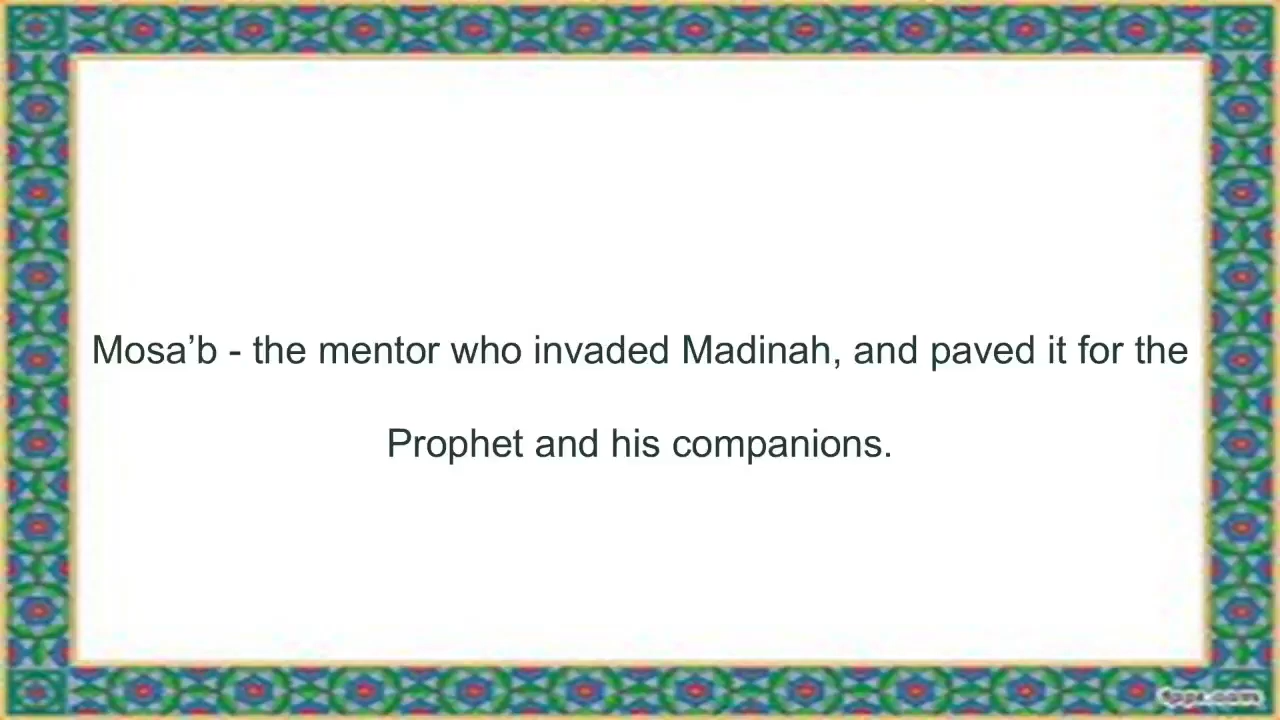 Mosa’b - the mentor who invaded Madinah, and paved it for the
Prophet and his companions.